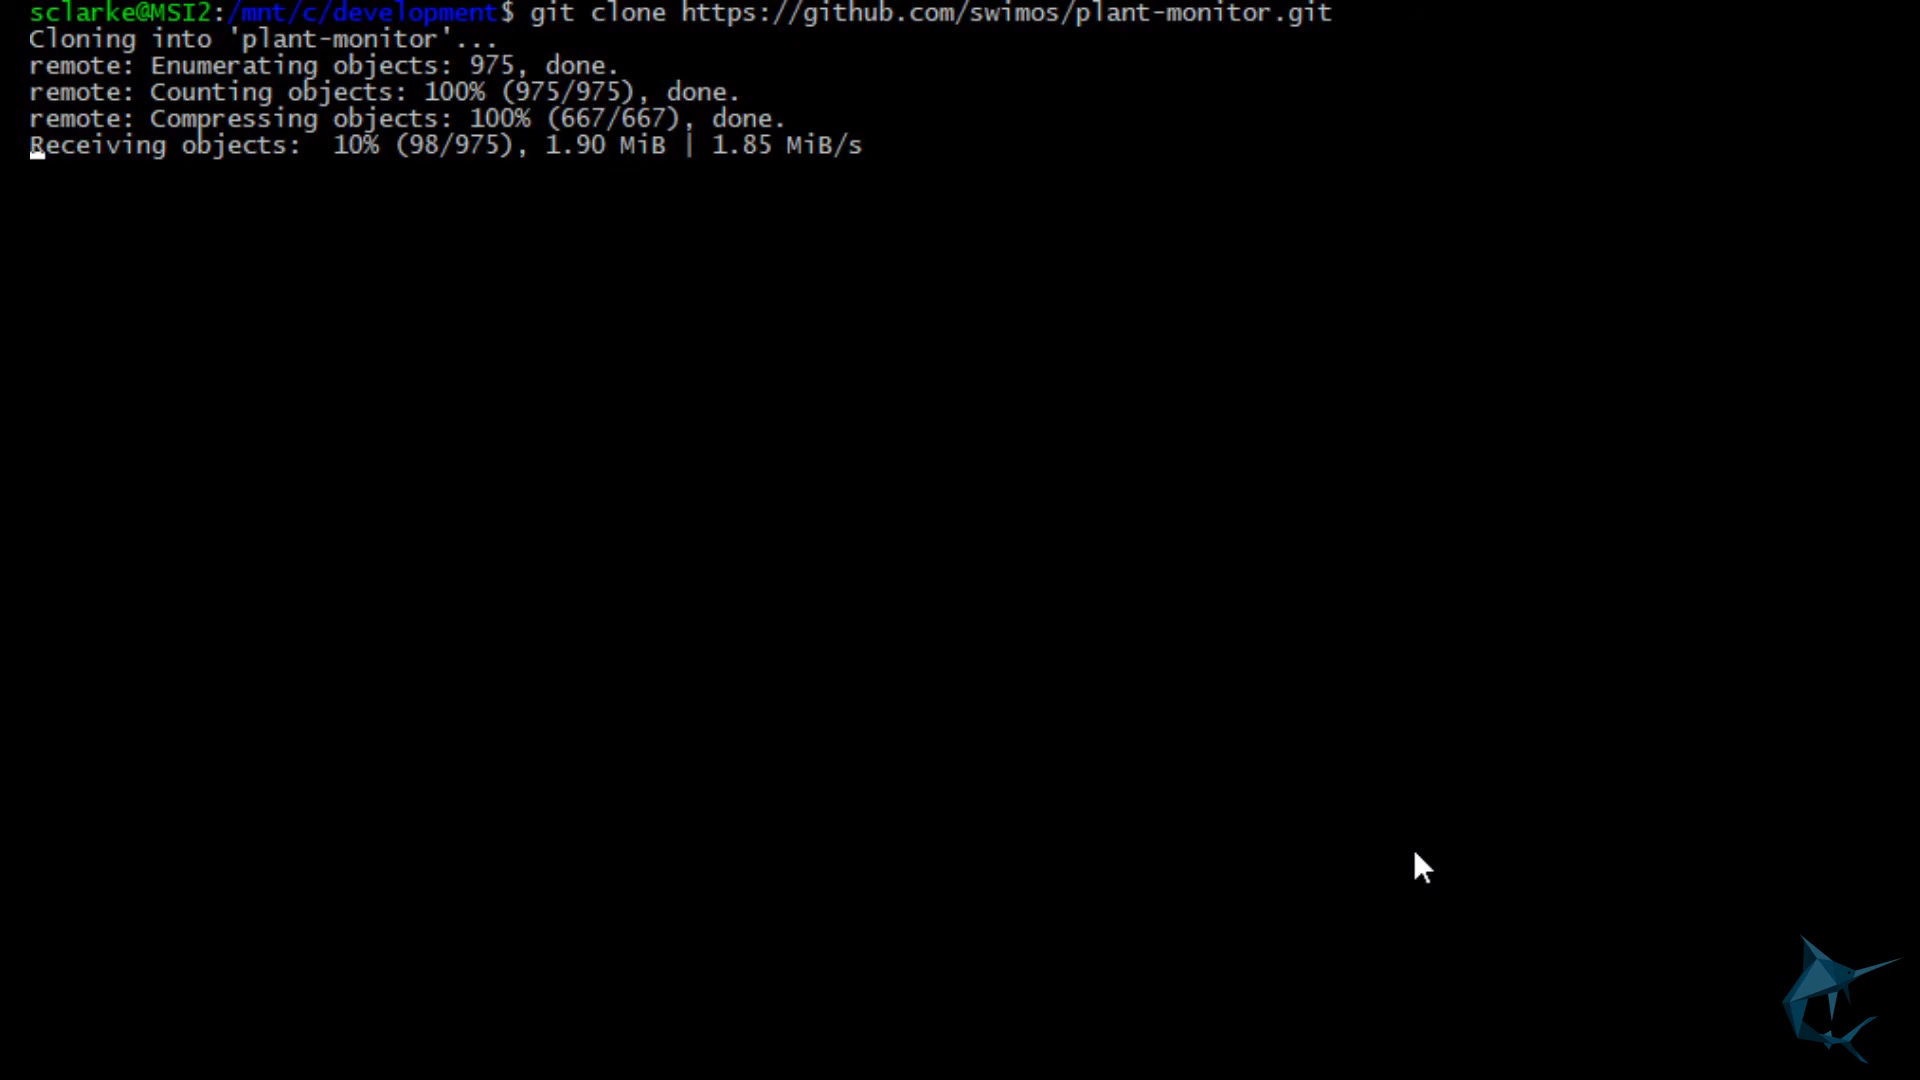 sclarke@MSI2:/mnt/c/development$ git clone https://github.com/swimos/plant-monitor.git
Cloning into 'plant-monitor'...
remote: Enumerating objects: 975, done.
remote: Counting objects: 100% (975/975), done.
remote: Compressing objects: 100% (667/667), done.
Receiving objects:  10% (98/975), 1.90 MiB | 1.85 MiB/s